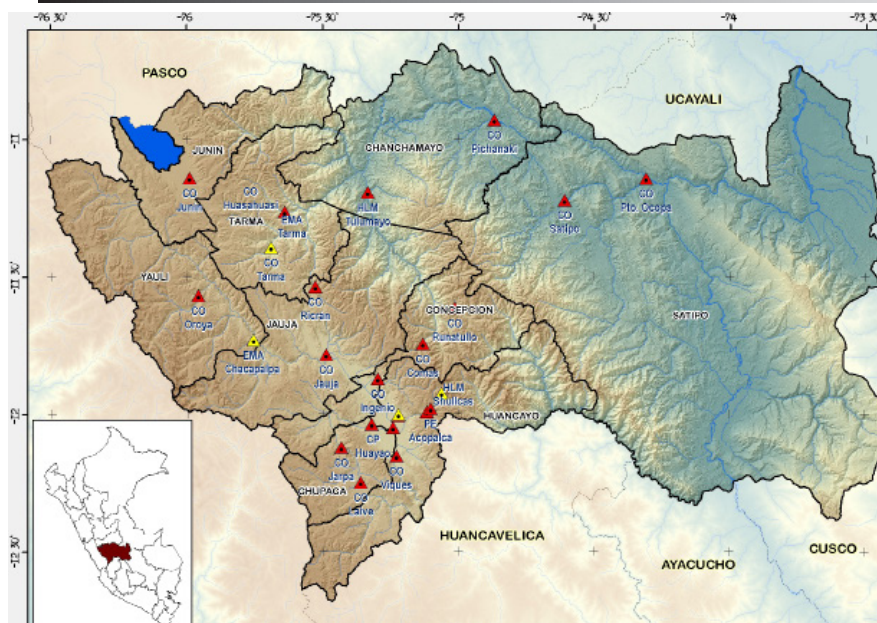 -76.30
-76
-75.30
-75
-74.30
-74
-73.30
PASCO
UCAYALI
-11
JUNIN
CHANCHAMAYO
CO
Pichanaki
CO
Junin
CO
Huasahuasi
TARMA
EMA
Tarma
HLM
Tulumayo
CO
Satipo
CO
Pto. Ocopa
CO
Tarma
-11.30
YAULI
CO
Oroya
CO
Ricran
JAUJA
CONCEPCION
CO
Runatullo
SATIPO
EMA
Chacapalpa
CO
Jauja
CO
Comas
CO
Ingenio
HLM
Shullcas
HUANCAYO
-12
CP
Huayao
PE
Acopalca
CO
Jarpa
CO
Viques
CHUPACA
CO
Laive
HUANCAVELICA
AYACUCHO
CUSCO
-12.30